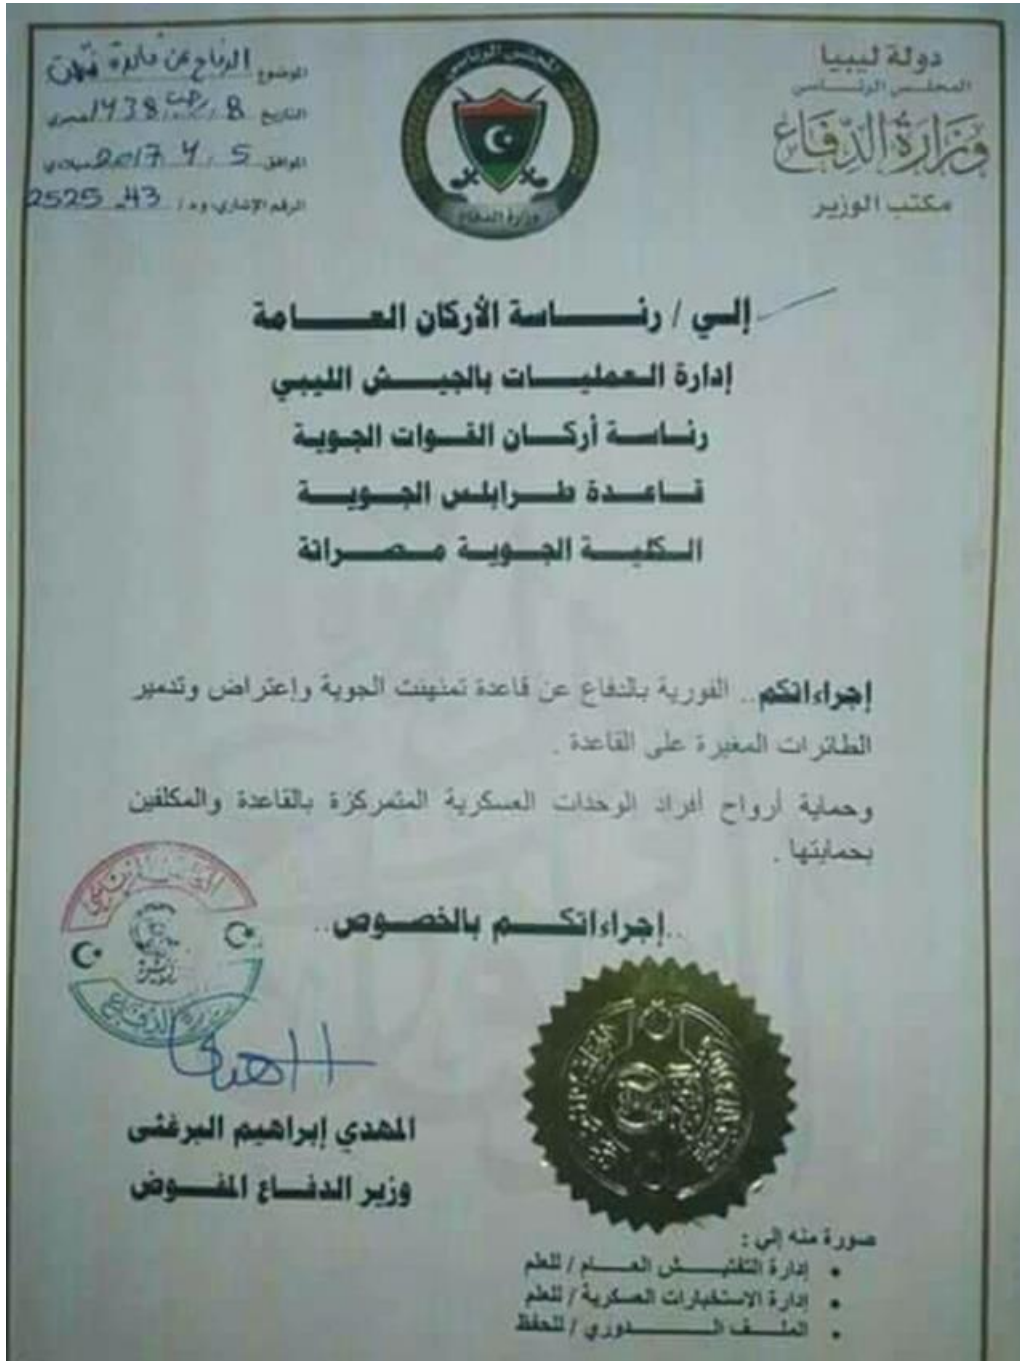 دولة ليبيا
المجلس الرئاسي
وزارة الدفاع
مكتب الوزير
المجلس الرئاسي
وزارة الدفاع
الموضوع الدفاع عن قاعدة
التاريخ 8 / رجب / 1438 هجري
الموافق 5 / 4 / 2017 ميلادي
الرقم الإشاري: و د / 43 - 2525
إلي / رئاسة الأركان العامة
إدارة العمليات بالجيش الليبي
رئاسة أركان القوات الجوية
قاعدة طرابلس الجوية
الكلية الجوية مصراتة
إجراءاتكم.. الفورية بالدفاع عن قاعدة تمنهنت الجوية وإعتراض وتدمير
الطائرات المغيرة على القاعدة .
وحماية أرواح أفراد الوحدات العسكرية المتمركزة بالقاعدة والمكلفين
بحمايتها .
..إجراءاتكم بالخصوص..
المجلس الرئاسي
وزارة الدفاع
المهدي إبراهيم البرغثى
وزير الدفاع المفوض
صورة منه إلي :
• إدارة التفتيش العام / للعلم
• إدارة الاستخبارات العسكرية / للعلم
• الملف الدوري / للحفظ